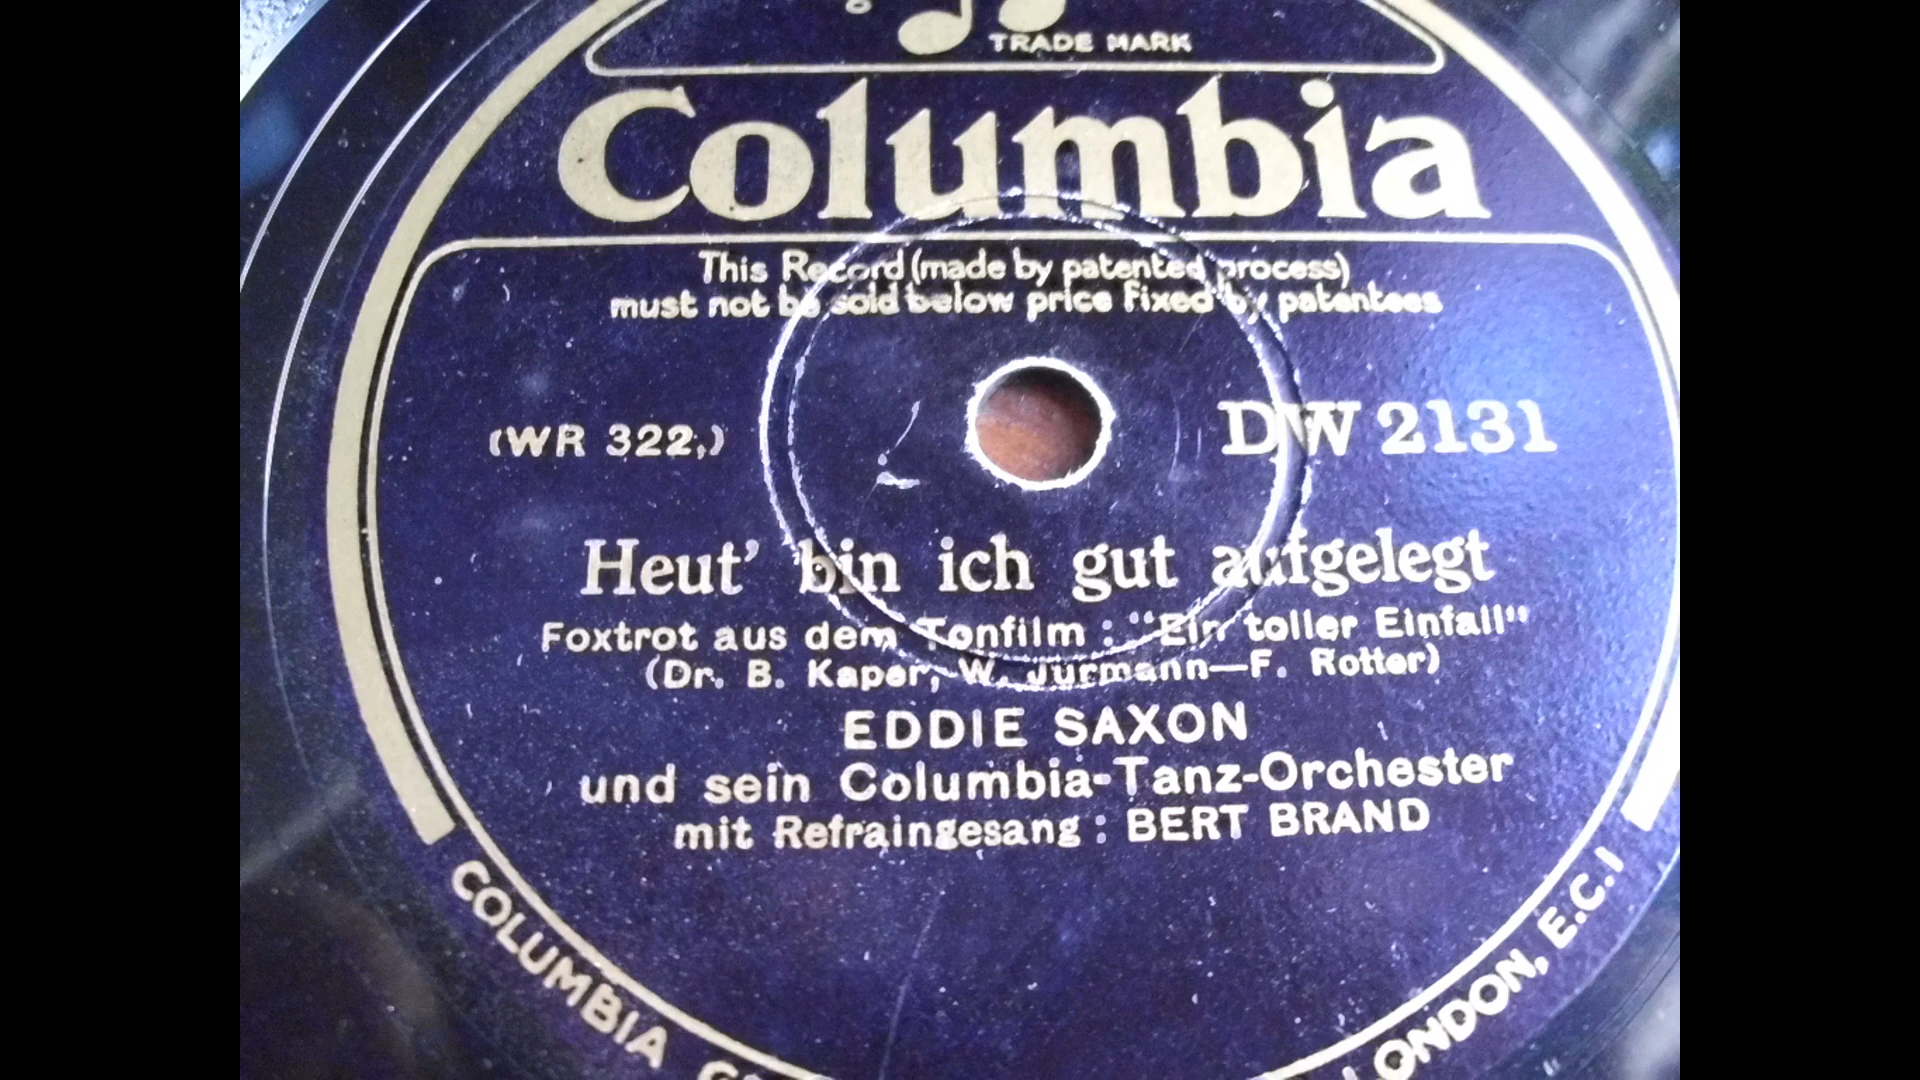 TRADE MARK
Columbia
This Record (made by patented process)
must not be sold below price fixed by patentees
(WR 322.)
DW 2131
Heut' bin ich gut aufgelegt
Foxtrot aus dem Tonfilm : "Ein toller Einfall"
(Dr. B. Kaper, W. Jurmann—F. Rotter)
EDDIE SAXON
und sein Columbia-Tanz-Orchester
mit Refraingesang : BERT BRAND
COLUMBIA
LONDON, E.C.1